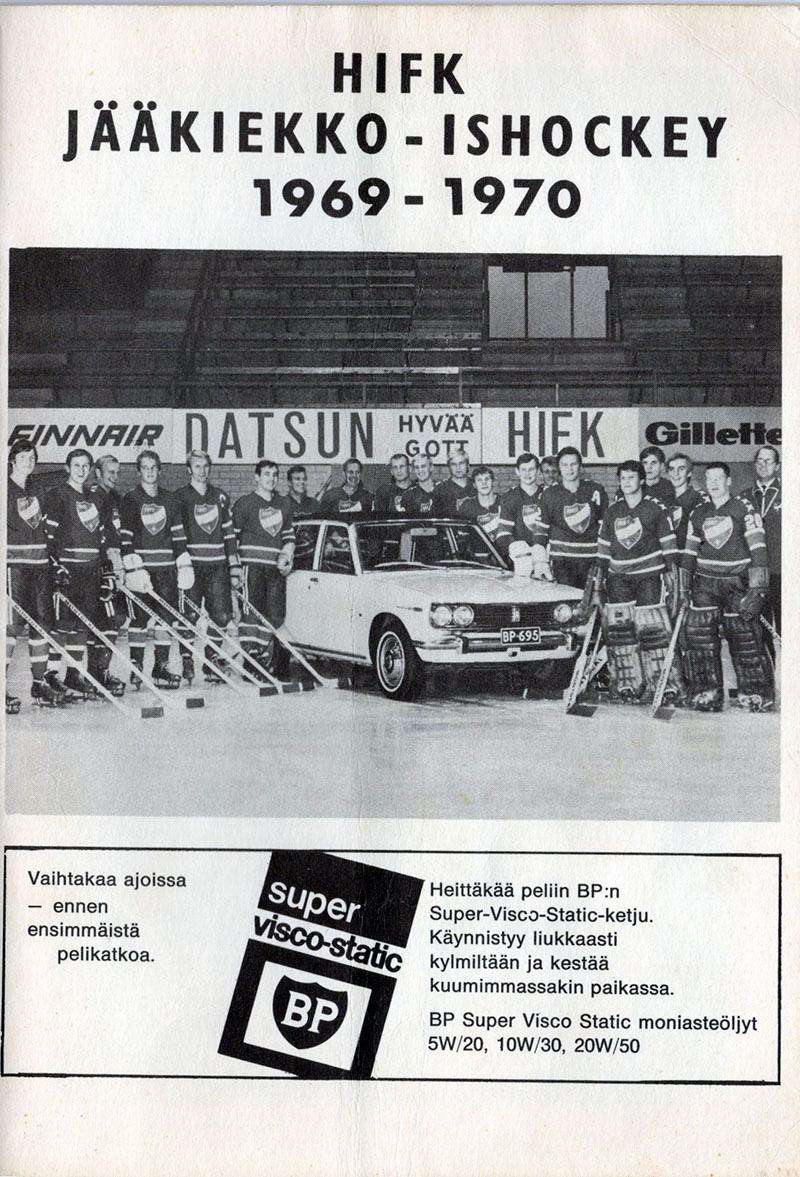 HIFK
JÄÄKIEKKO - ISHOCKEY
1969 - 1970
FINNAIR
DATSUN
HYVÄÄ
GOTT
HIFK
Gillette
A
20
BP-695
Vaihtakaa ajoissa
– ennen
ensimmäistä
pelikatkoa.
super
visco-static
BP
Heittäkää peliin BP:n
Super-Visco-Static-ketju.
Käynnistyy liukkaasti
kylmiltään ja kestää
kuumimmassakin paikassa.
BP Super Visco Static moniasteöljyt
5W/20, 10W/30, 20W/50